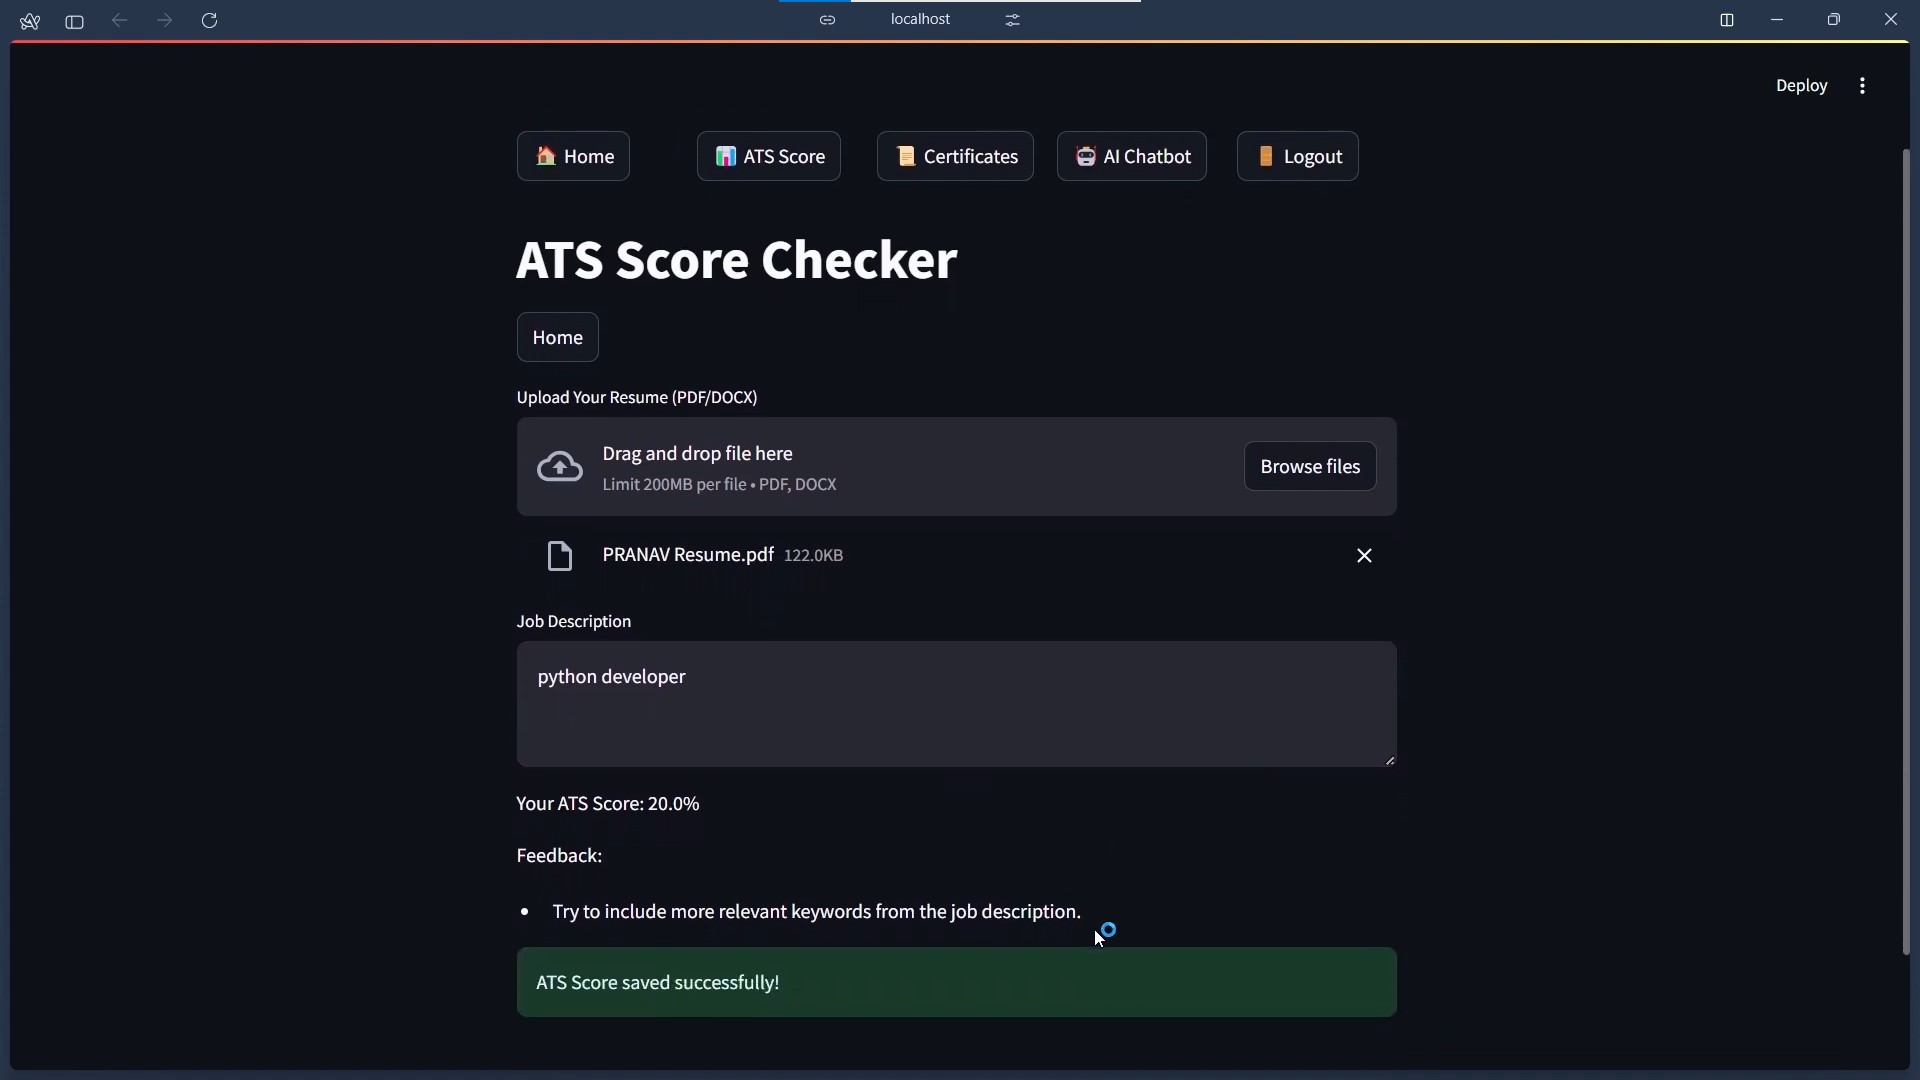 localhost
Deploy
Home
ATS Score
Certificates
AI Chatbot
Logout
ATS Score Checker
Home
Upload Your Resume (PDF/DOCX)
Drag and drop file here
Limit 200MB per file • PDF, DOCX
Browse files
PRANAV Resume.pdf 122.0KB
Job Description
python developer
Your ATS Score: 20.0%
Feedback:
• Try to include more relevant keywords from the job description.
ATS Score saved successfully!